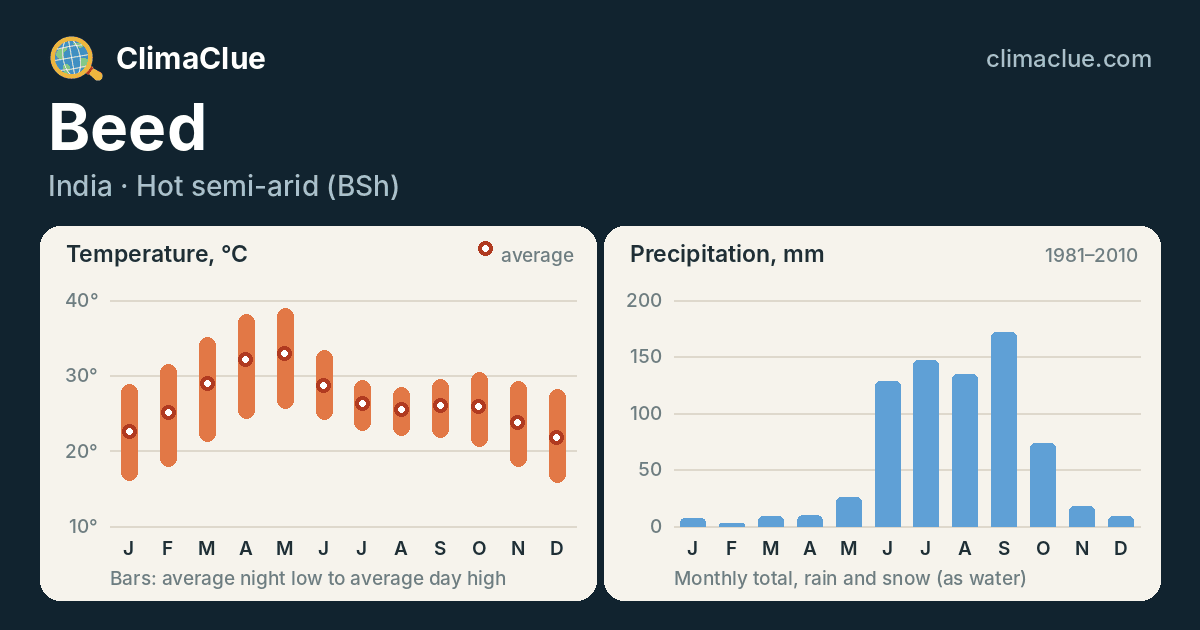 ClimaClue
climaclue.com
Beed
India · Hot semi-arid (BSh)
Temperature, °C
average
40°
30°
20°
10°
J F M A M J J A S O N D
Bars: average night low to average day high
Precipitation, mm
1981–2010
200
150
100
50
0
J F M A M J J A S O N D
Monthly total, rain and snow (as water)